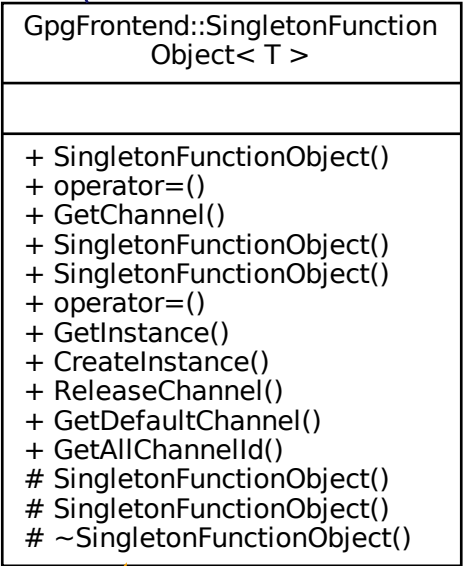 GpgFrontend::SingletonFunction
Object< T >
+ SingletonFunctionObject()
+ operator=()
+ GetChannel()
+ SingletonFunctionObject()
+ SingletonFunctionObject()
+ operator=()
+ GetInstance()
+ CreateInstance()
+ ReleaseChannel()
+ GetDefaultChannel()
+ GetAllChannelId()
# SingletonFunctionObject()
# SingletonFunctionObject()
# ~SingletonFunctionObject()